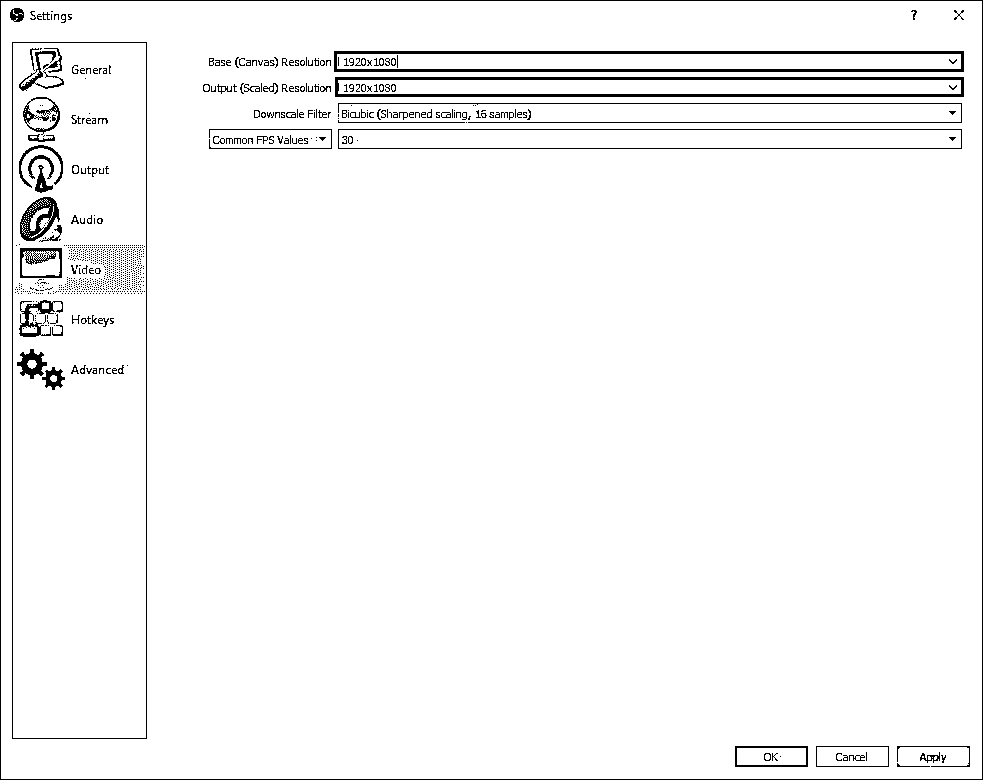 Settings
?
General
Stream
Output
Audio
Video
Hotkeys
Advanced
Base (Canvas) Resolution 1920x1080
Output (Scaled) Resolution 1920x1080
Downscale Filter Bicubic (Sharpened scaling, 16 samples)
Common FPS Values 30
OK Cancel Apply